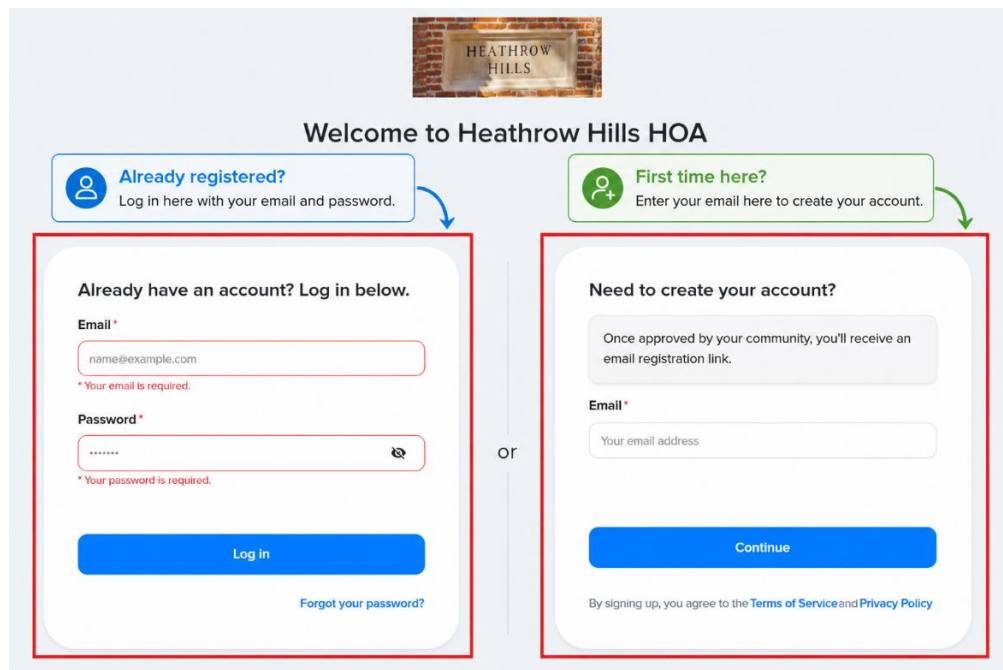 HEATHROW
HILLS
Welcome to Heathrow Hills HOA
Already registered?
Log in here with your email and password.
First time here?
Enter your email here to create your account.
Already have an account? Log in below.
Email *
name@example.com
* Your email is required.
Password *
•••••••
* Your password is required.
Log in
Forgot your password?
or
Need to create your account?
Once approved by your community, you'll receive an
email registration link.
Email *
Your email address
Continue
By signing up, you agree to the Terms of Service and Privacy Policy